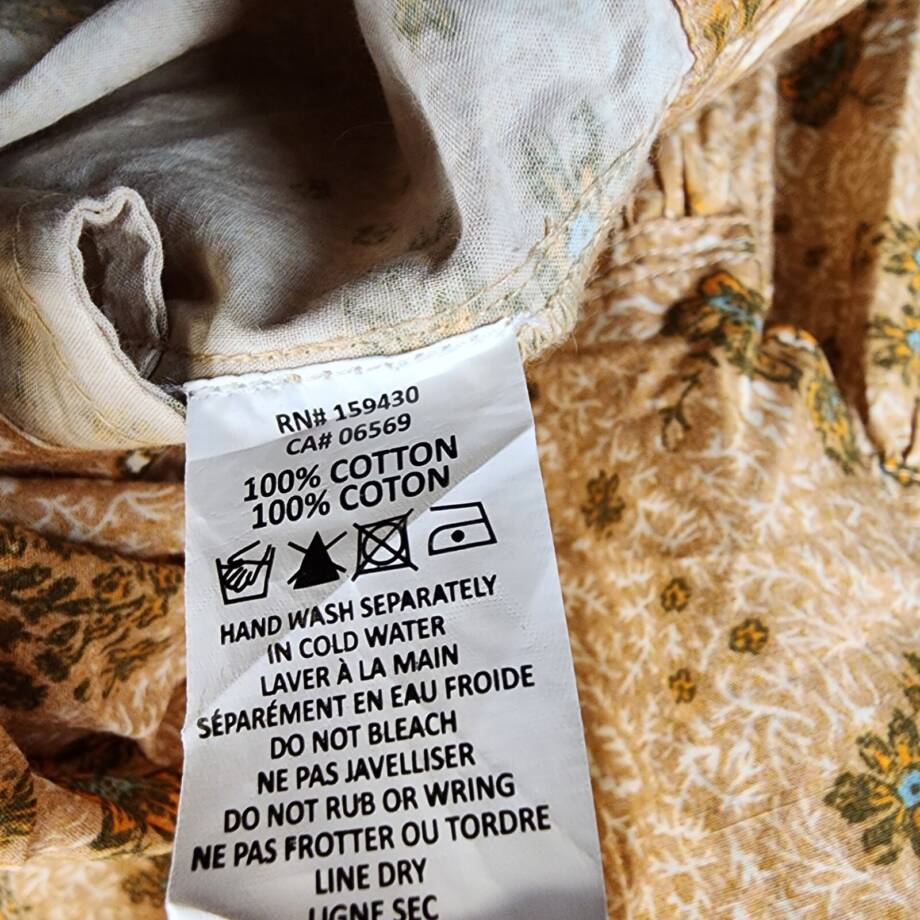 RN# 159430
CA# 06569
100% COTTON
100% COTON
HAND WASH SEPARATELY
IN COLD WATER
LAVER À LA MAIN
SÉPARÉMENT EN EAU FROIDE
DO NOT BLEACH
NE PAS JAVELLISER
DO NOT RUB OR WRING
NE PAS FROTTER OU TORDRE
LINE DRY
LIGNE SEC